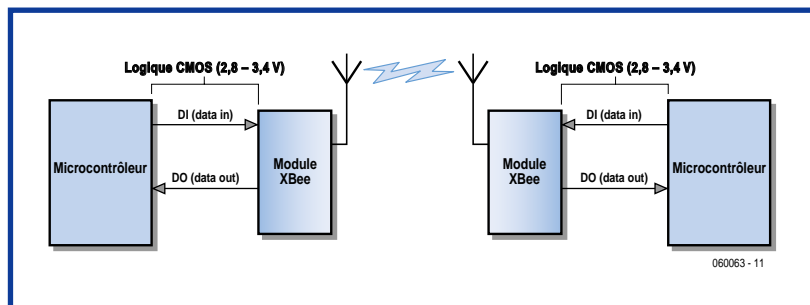 Logique CMOS (2,8 – 3,4 V)
DI (data in)
Microcontrôleur
DO (data out)
Module
XBee
Logique CMOS (2,8 – 3,4 V)
DI (data in)
Module
XBee
DO (data out)
Microcontrôleur
060063 - 11